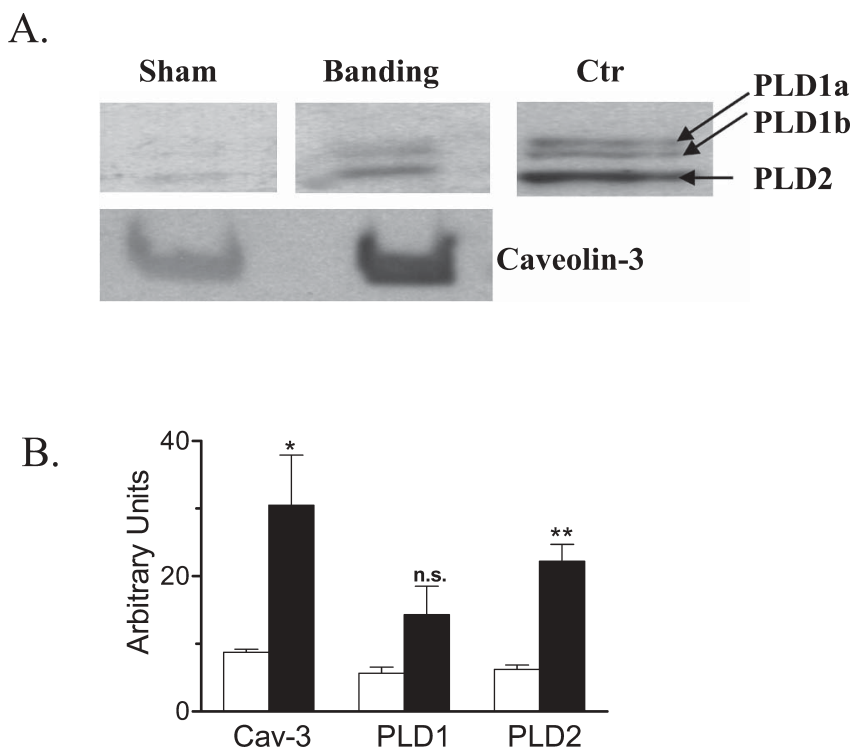 A.
Sham Banding Ctr
PLD1a
PLD1b
PLD2
Caveolin-3
B.
40
20
0
Arbitrary Units
*
n.s.
**
Cav-3 PLD1 PLD2